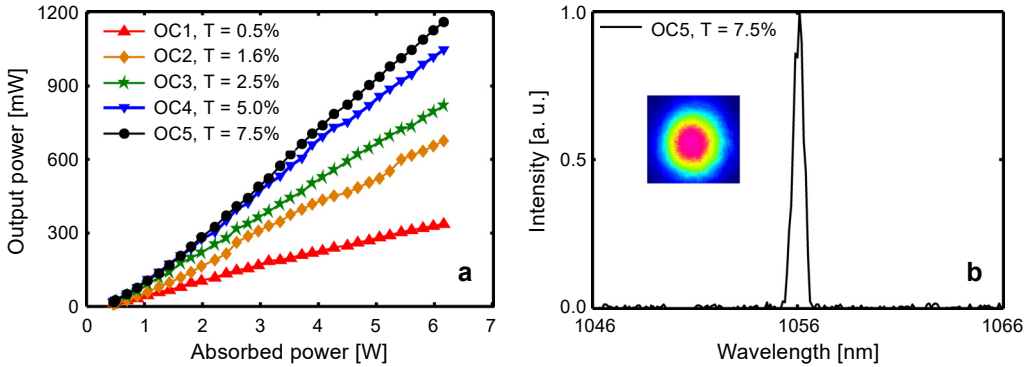 1200
900
600
300
0
Output power [mW]
OC1, T = 0.5%
OC2, T = 1.6%
OC3, T = 2.5%
OC4, T = 5.0%
OC5, T = 7.5%
a
0 1 2 3 4 5 6 7
Absorbed power [W]
1.0
0.5
0.0
Intensity [a. u.]
OC5, T = 7.5%
b
1046 1056 1066
Wavelength [nm]